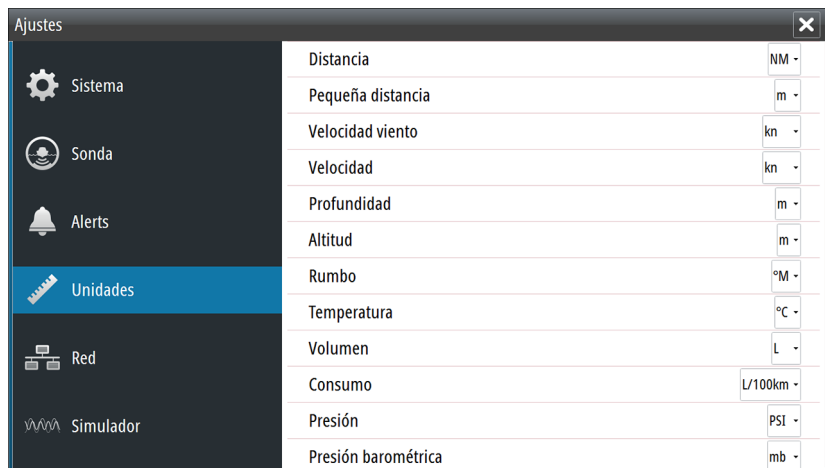 Ajustes
Sistema
Sonda
Alerts
Unidades
Red
Simulador
Distancia NM
Pequeña distancia m
Velocidad viento kn
Velocidad kn
Profundidad m
Altitud m
Rumbo °M
Temperatura °C
Volumen L
Consumo L/100km
Presión PSI
Presión barométrica mb